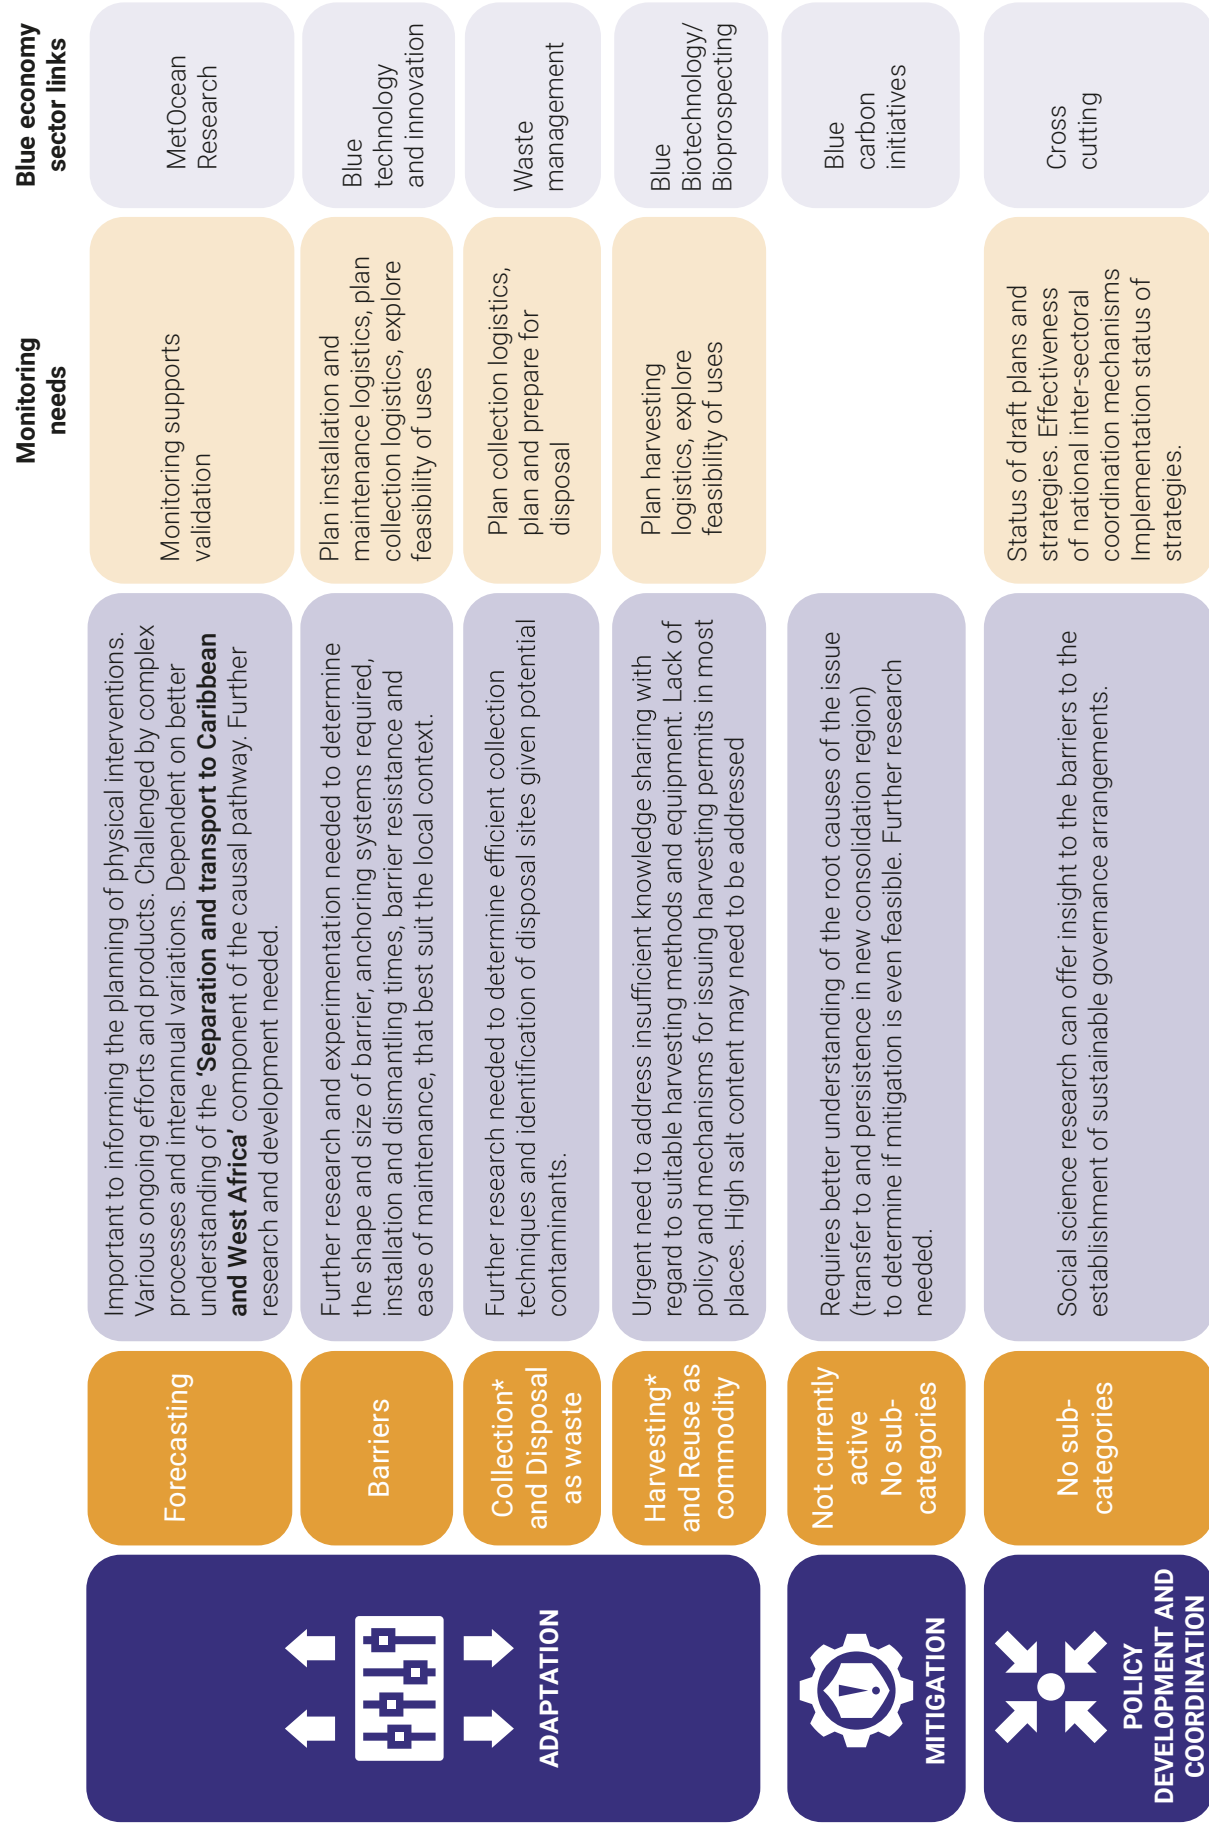 Monitoring
needs
Blue economy
sector links
ADAPTATION
Forecasting
Important to informing the planning of physical interventions.
Various ongoing efforts and products. Challenged by complex
processes and interannual variations. Dependent on better
understanding of the ‘Separation and transport to Caribbean
and West Africa’ component of the causal pathway. Further
research and development needed.
Monitoring supports
validation
MetOcean
Research
Barriers
Further research and experimentation needed to determine
the shape and size of barrier, anchoring systems required,
installation and dismantling times, barrier resistance and
ease of maintenance, that best suit the local context.
Plan installation and
maintenance logistics, plan
collection logistics, explore
feasibility of uses
Blue
technology
and innovation
Collection*
and Disposal
as waste
Further research needed to determine efficient collection
techniques and identification of disposal sites given potential
contaminants.
Plan collection logistics,
plan and prepare for
disposal
Waste
management
Harvesting*
and Reuse as
commodity
Urgent need to address insufficient knowledge sharing with
regard to suitable harvesting methods and equipment. Lack of
policy and mechanisms for issuing harvesting permits in most
places. High salt content may need to be addressed
Plan harvesting
logistics, explore
feasibility of uses
Blue
Biotechnology/
Bioprospecting
MITIGATION
Not currently
active
No sub-
categories
Requires better understanding of the root causes of the issue
(transfer to and persistence in new consolidation region)
to determine if mitigation is even feasible. Further research
needed.
Blue
carbon
initiatives
POLICY
DEVELOPMENT AND
COORDINATION
No sub-
categories
Social science research can offer insight to the barriers to the
establishment of sustainable governance arrangements.
Status of draft plans and
strategies. Effectiveness
of national inter-sectoral
coordination mechanisms
Implementation status of
strategies.
Cross
cutting